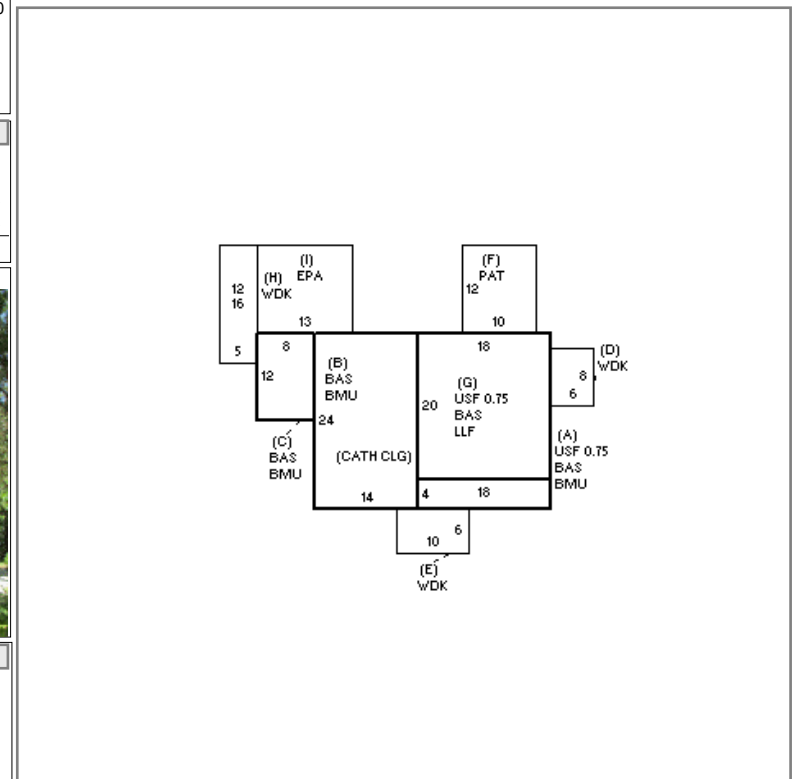 (I)
EPA
(H)
WDK
12
16
13
5
(F)
PAT
12
10
8
12
(B)
BAS
BMU
24
(CATH CLG)
14
18
(G)
USF 0.75
BAS
LLF
20
(D)
WDK
8
6
(C)
BAS
BMU
(A)
USF 0.75
BAS
BMU
4
18
6
10
(E)
WDK